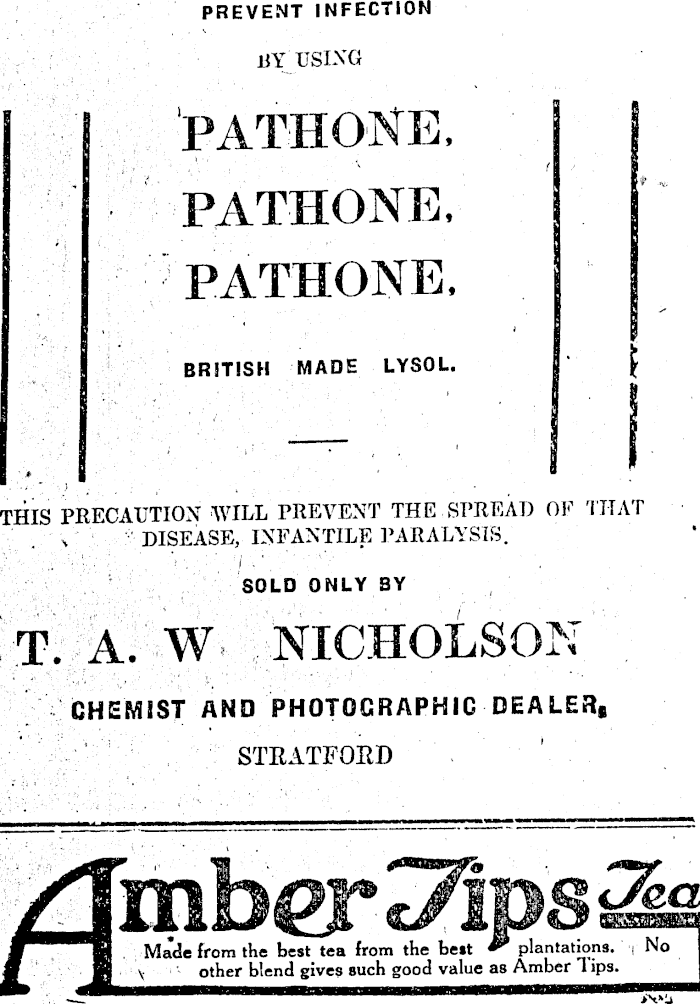 PREVENT INFECTION
BY USING
PATHONE,
PATHONE,
PATHONE,
BRITISH MADE LYSOL.
THIS PRECAUTION WILL PREVENT THE SPREAD OF THAT
DISEASE, INFANTILE PARALYSIS.
SOLD ONLY BY
T. A. W NICHOLSON
CHEMIST AND PHOTOGRAPHIC DEALER,
STRATFORD
Amber Tips Tea
Made from the best tea from the best plantations. No
other blend gives such good value as Amber Tips.